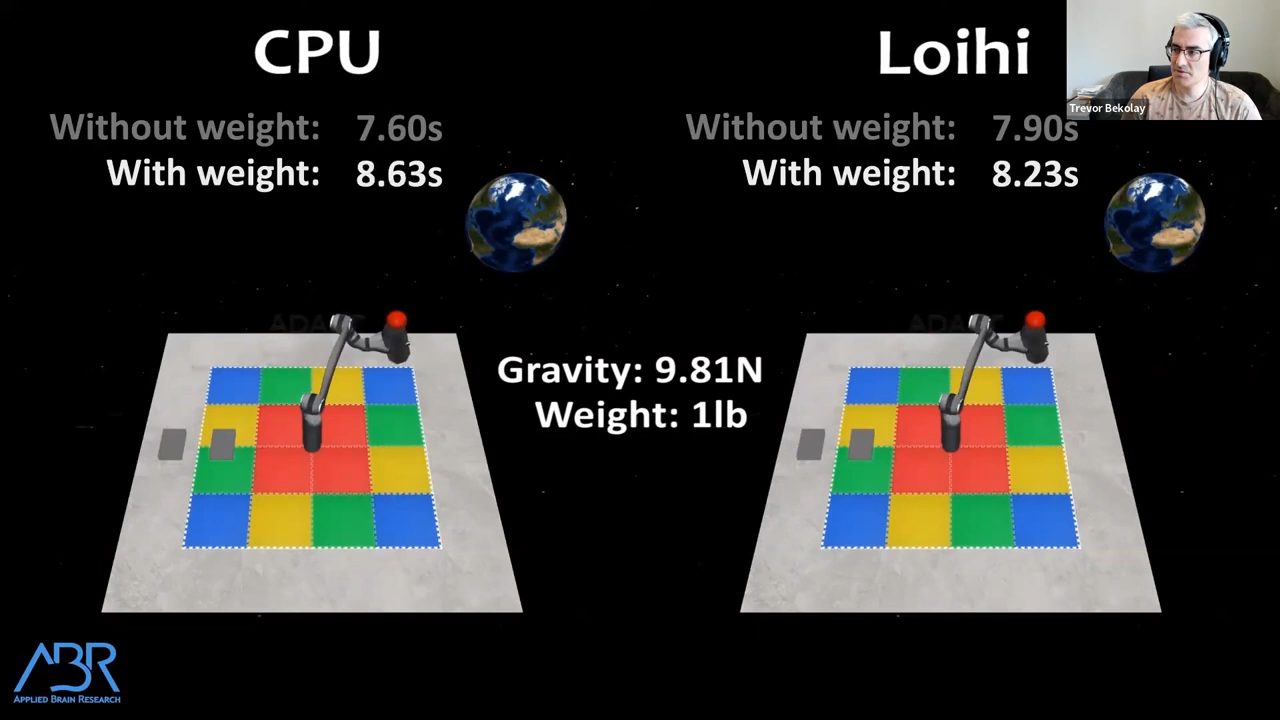 CPU
Without weight: 7.60s
With weight: 8.63s
Loihi
Without weight: 7.90s
With weight: 8.23s
Trevor Bekolay
Gravity: 9.81N
Weight: 1lb
ABR
APPLIED BRAIN RESEARCH